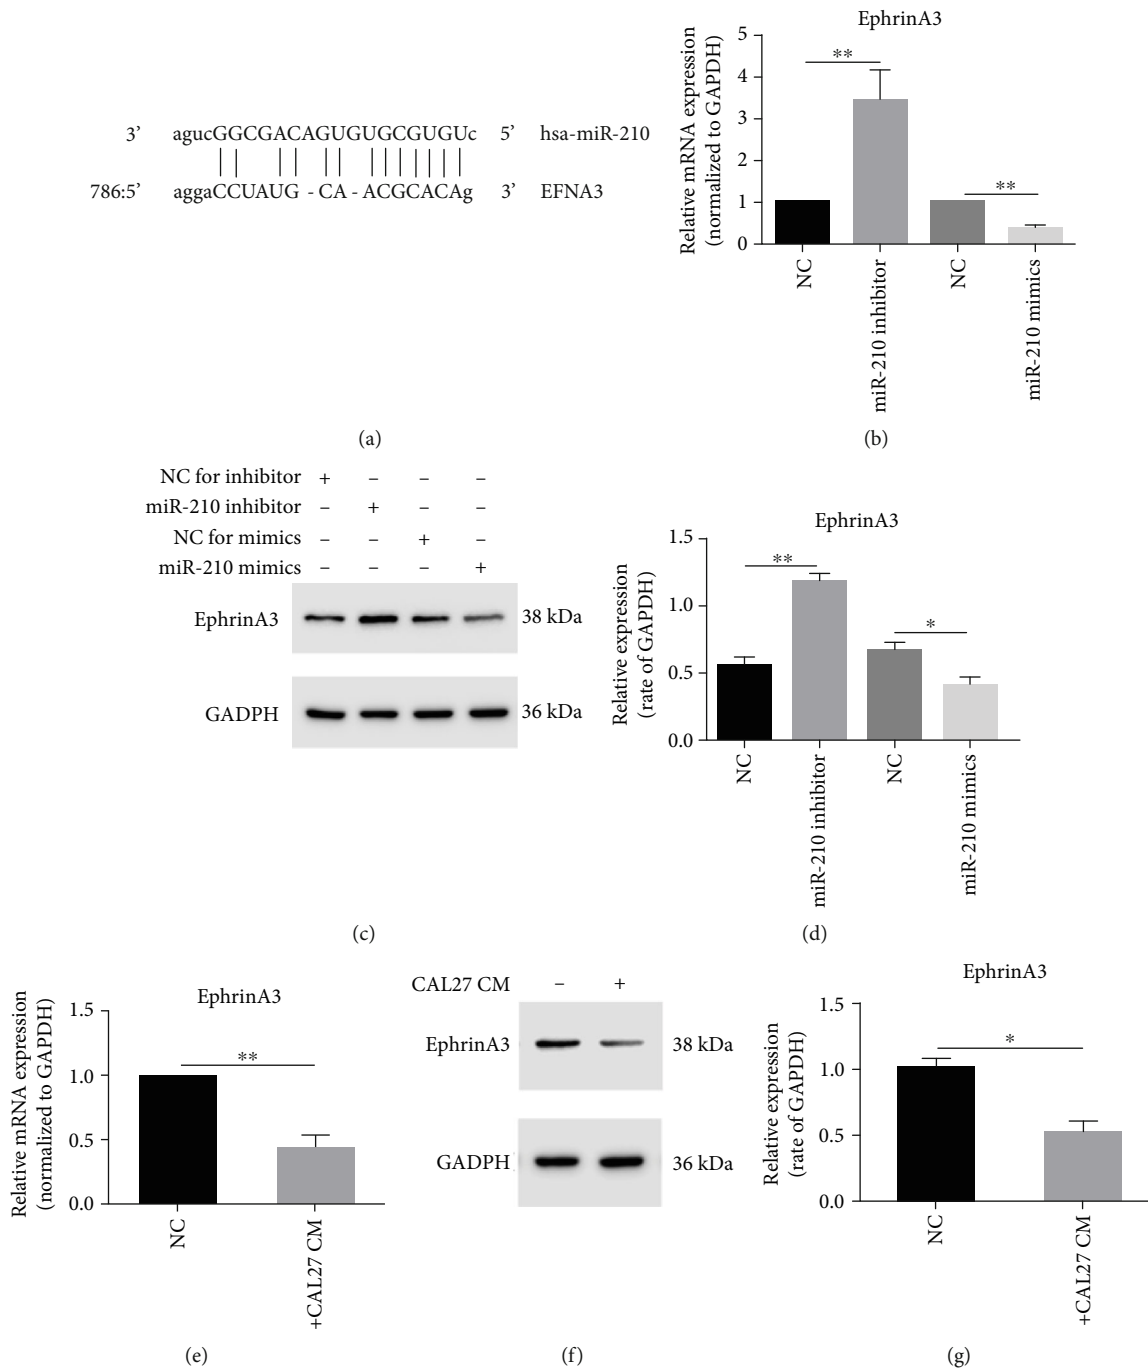 3’ agucGGCGACAGUGUGCGUGUc 5’ hsa-miR-210
786:5’ aggaCCUAUG - CA - ACGCACAg 3’ EFNA3
(a)
EphrinA3
Relative mRNA expression
(normalized to GAPDH)
5
4
3
2
1
0
**
**
NC
miR-210 inhibitor
NC
miR-210 mimics
(b)
NC for inhibitor + – – –
miR-210 inhibitor – + – –
NC for mimics – – + –
miR-210 mimics – – – +
EphrinA3 38 kDa
GADPH 36 kDa
(c)
EphrinA3
Relative expression
(rate of GAPDH)
1.5
1.0
0.5
0.0
**
*
NC
miR-210 inhibitor
NC
miR-210 mimics
(d)
EphrinA3
Relative mRNA expression
(normalized to GAPDH)
1.5
1.0
0.5
0.0
**
NC
+CAL27 CM
(e)
CAL27 CM – +
EphrinA3 38 kDa
GADPH 36 kDa
(f)
EphrinA3
Relative expression
(rate of GAPDH)
1.5
1.0
0.5
0.0
*
NC
+CAL27 CM
(g)